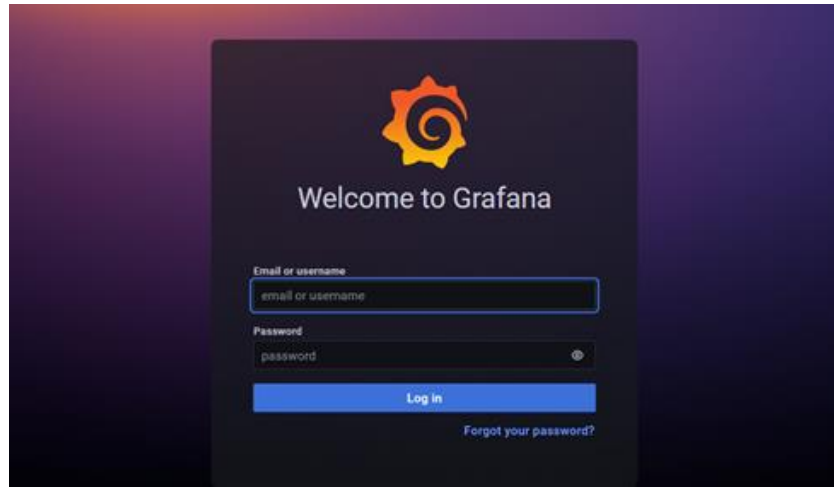 Welcome to Grafana
Email or username
email or username
Password
password
Log in
Forgot your password?